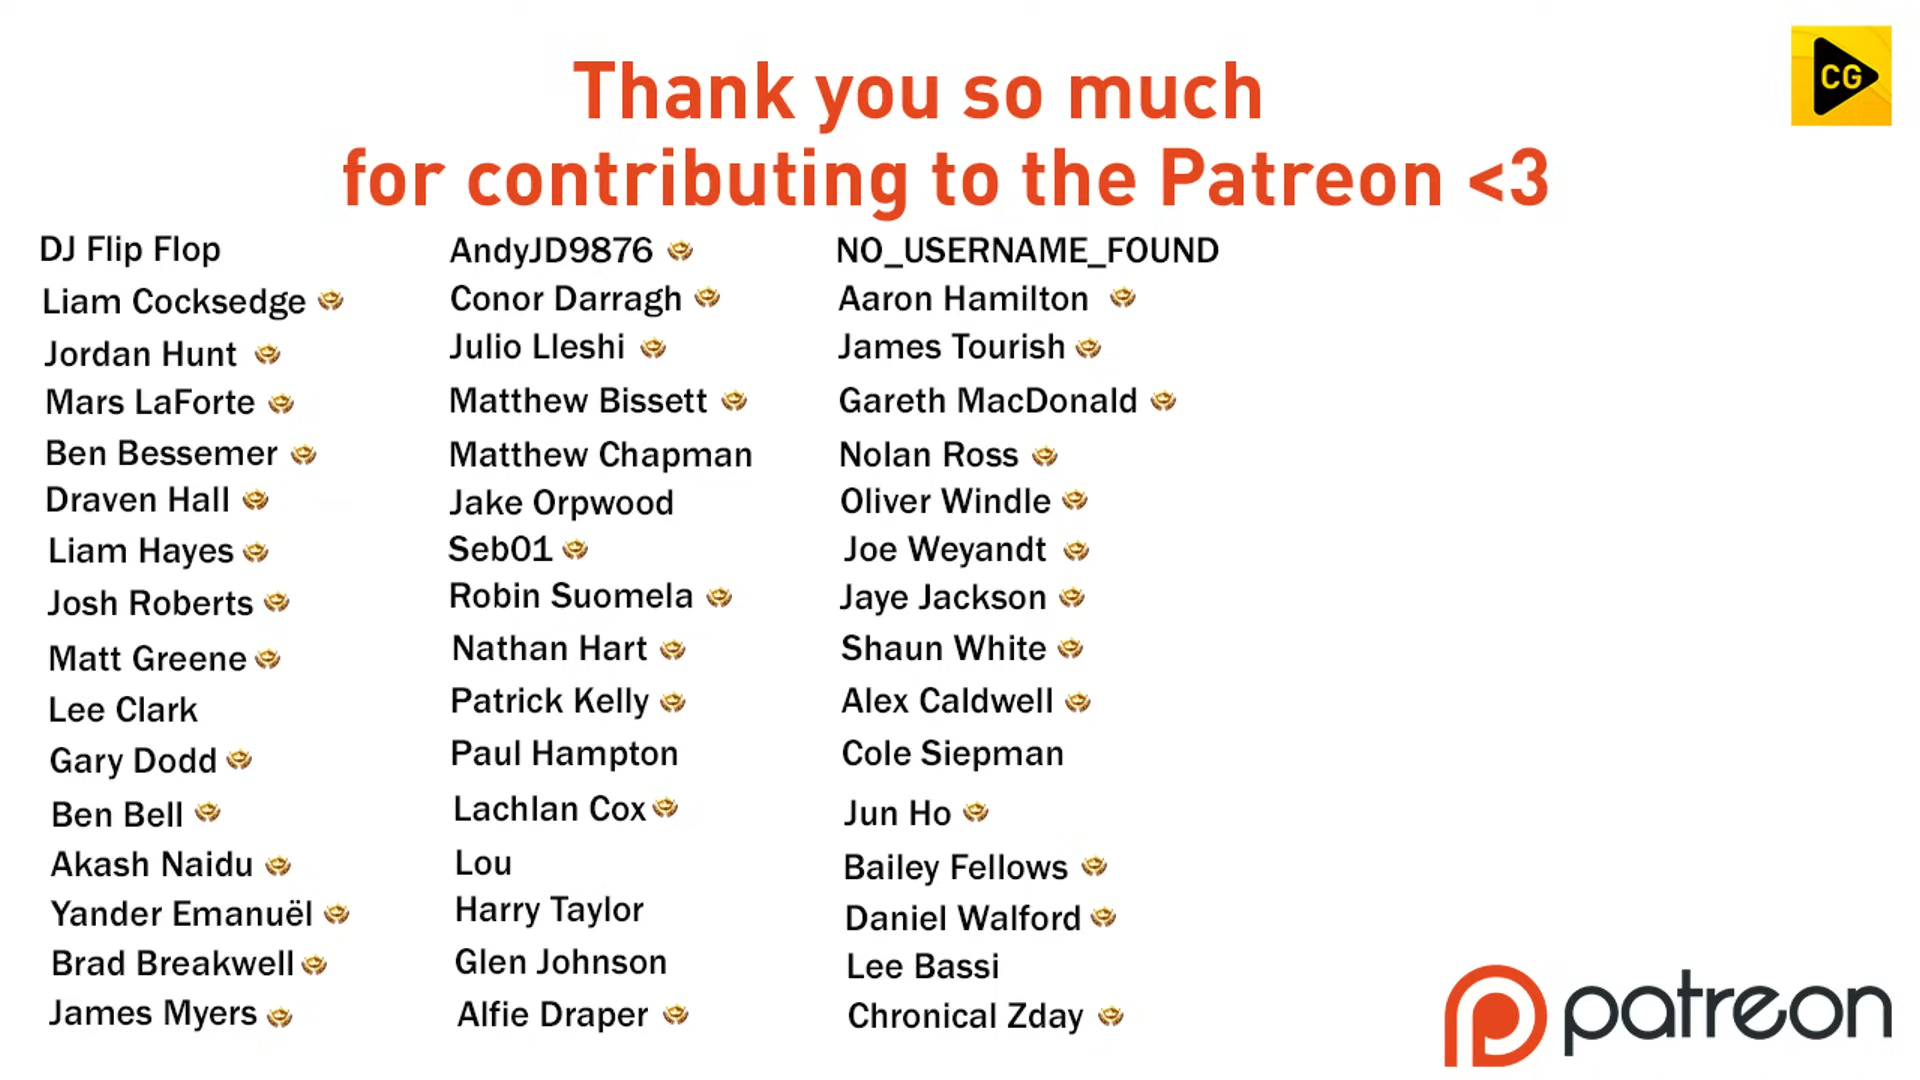 CG
Thank you so much
for contributing to the Patreon <3
DJ Flip Flop
Liam Cocksedge
Jordan Hunt
Mars LaForte
Ben Bessemer
Draven Hall
Liam Hayes
Josh Roberts
Matt Greene
Lee Clark
Gary Dodd
Ben Bell
Akash Naidu
Yander Emanuël
Brad Breakwell
James Myers
AndyJD9876
Conor Darragh
Julio Lleshi
Matthew Bissett
Matthew Chapman
Jake Orpwood
Seb01
Robin Suomela
Nathan Hart
Patrick Kelly
Paul Hampton
Lachlan Cox
Lou
Harry Taylor
Glen Johnson
Alfie Draper
NO_USERNAME_FOUND
Aaron Hamilton
James Tourish
Gareth MacDonald
Nolan Ross
Oliver Windle
Joe Weyandt
Jaye Jackson
Shaun White
Alex Caldwell
Cole Siepman
Jun Ho
Bailey Fellows
Daniel Walford
Lee Bassi
Chronical Zday
patreon